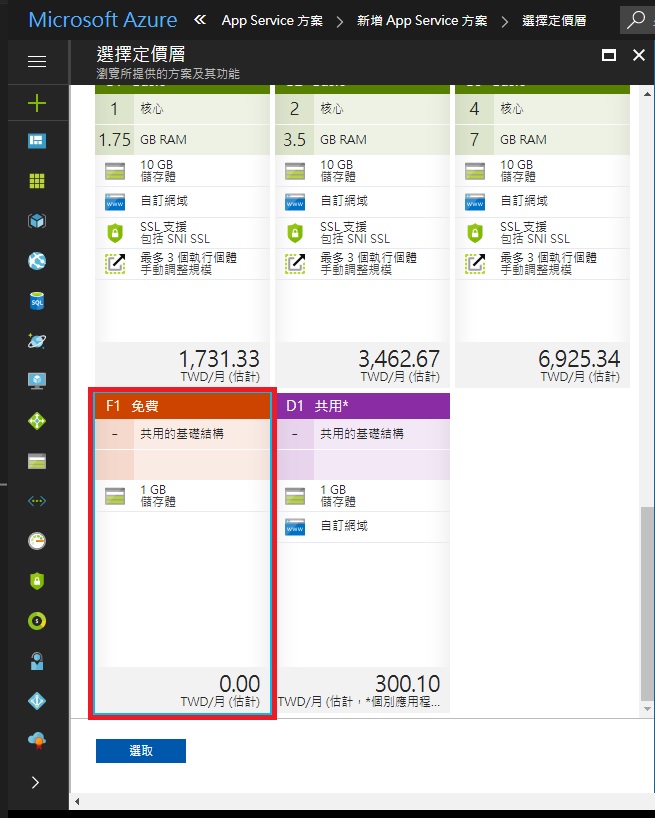 Microsoft Azure « App Service 方案 > 新增 App Service 方案 > 選擇定價層
選擇定價層
瀏覽所提供的方案及其功能
1 核心
1.75 GB RAM
10 GB
儲存體
自訂網域
SSL 支援
包括 SNI SSL
最多 3 個執行個體
手動調整規模
1,731.33
TWD/月 (估計)
2 核心
3.5 GB RAM
10 GB
儲存體
自訂網域
SSL 支援
包括 SNI SSL
最多 3 個執行個體
手動調整規模
3,462.67
TWD/月 (估計)
4 核心
7 GB RAM
10 GB
儲存體
自訂網域
SSL 支援
包括 SNI SSL
最多 3 個執行個體
手動調整規模
6,925.34
TWD/月 (估計)
F1 免費
- 共用的基礎結構
1 GB
儲存體
0.00
TWD/月 (估計)
D1 共用*
- 共用的基礎結構
1 GB
儲存體
自訂網域
300.10
TWD/月 (估計，*個別應用程...
選取